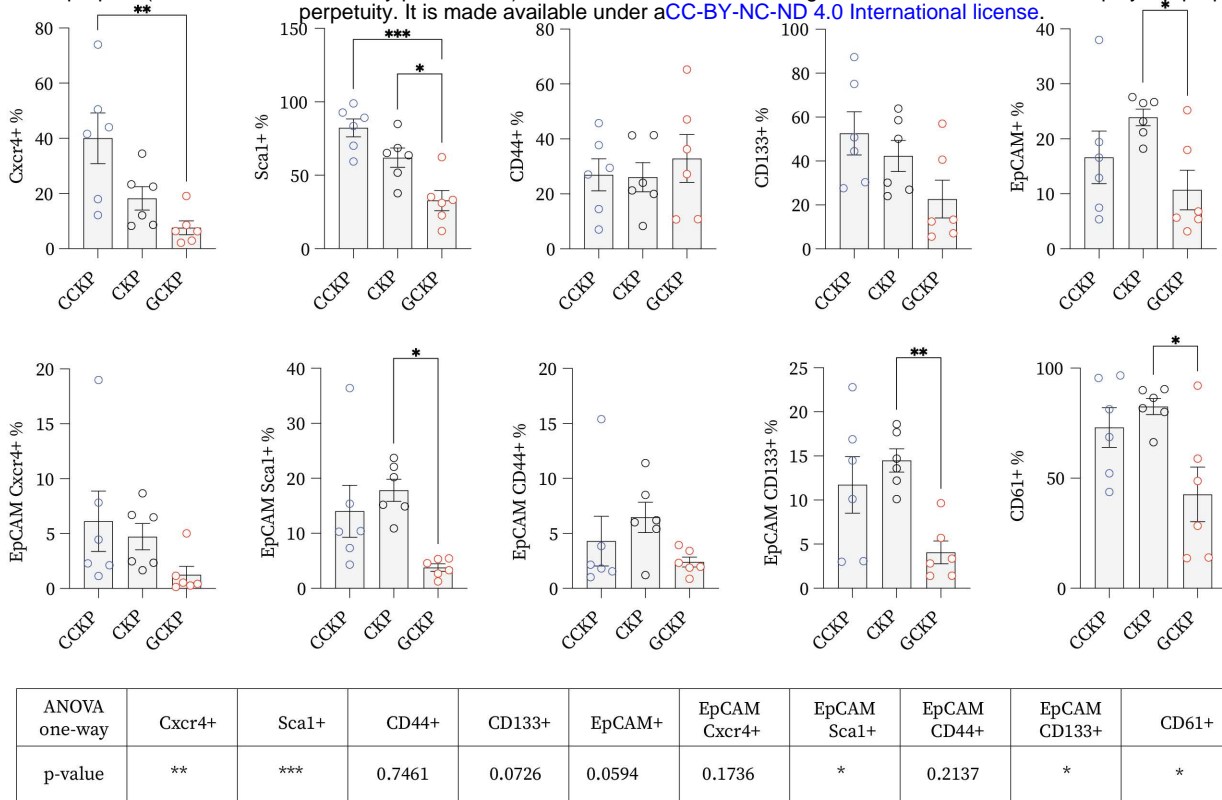 perpetuity. It is made available under aCC-BY-NC-ND 4.0 International license.
**
80
60
40
20
0
Cxcr4+ %
CCKP
CKP
GCKP
***
*
150
100
50
0
Sca1+ %
CCKP
CKP
GCKP
80
60
40
20
0
CD44+ %
CCKP
CKP
GCKP
100
80
60
40
20
0
CD133+ %
CCKP
CKP
GCKP
*
40
30
20
10
0
EpCAM+ %
CCKP
CKP
GCKP
20
15
10
5
0
EpCAM Cxcr4+ %
CCKP
CKP
GCKP
*
40
30
20
10
0
EpCAM Sca1+ %
CCKP
CKP
GCKP
20
15
10
5
0
EpCAM CD44+ %
CCKP
CKP
GCKP
**
25
20
15
10
5
0
EpCAM CD133+ %
CCKP
CKP
GCKP
*
100
50
0
CD61+ %
CCKP
CKP
GCKP
ANOVA one-way Cxcr4+ Sca1+ CD44+ CD133+ EpCAM+ EpCAM Cxcr4+ EpCAM Sca1+ EpCAM CD44+ EpCAM CD133+ CD61+
p-value ** *** 0.7461 0.0726 0.0594 0.1736 * 0.2137 * *